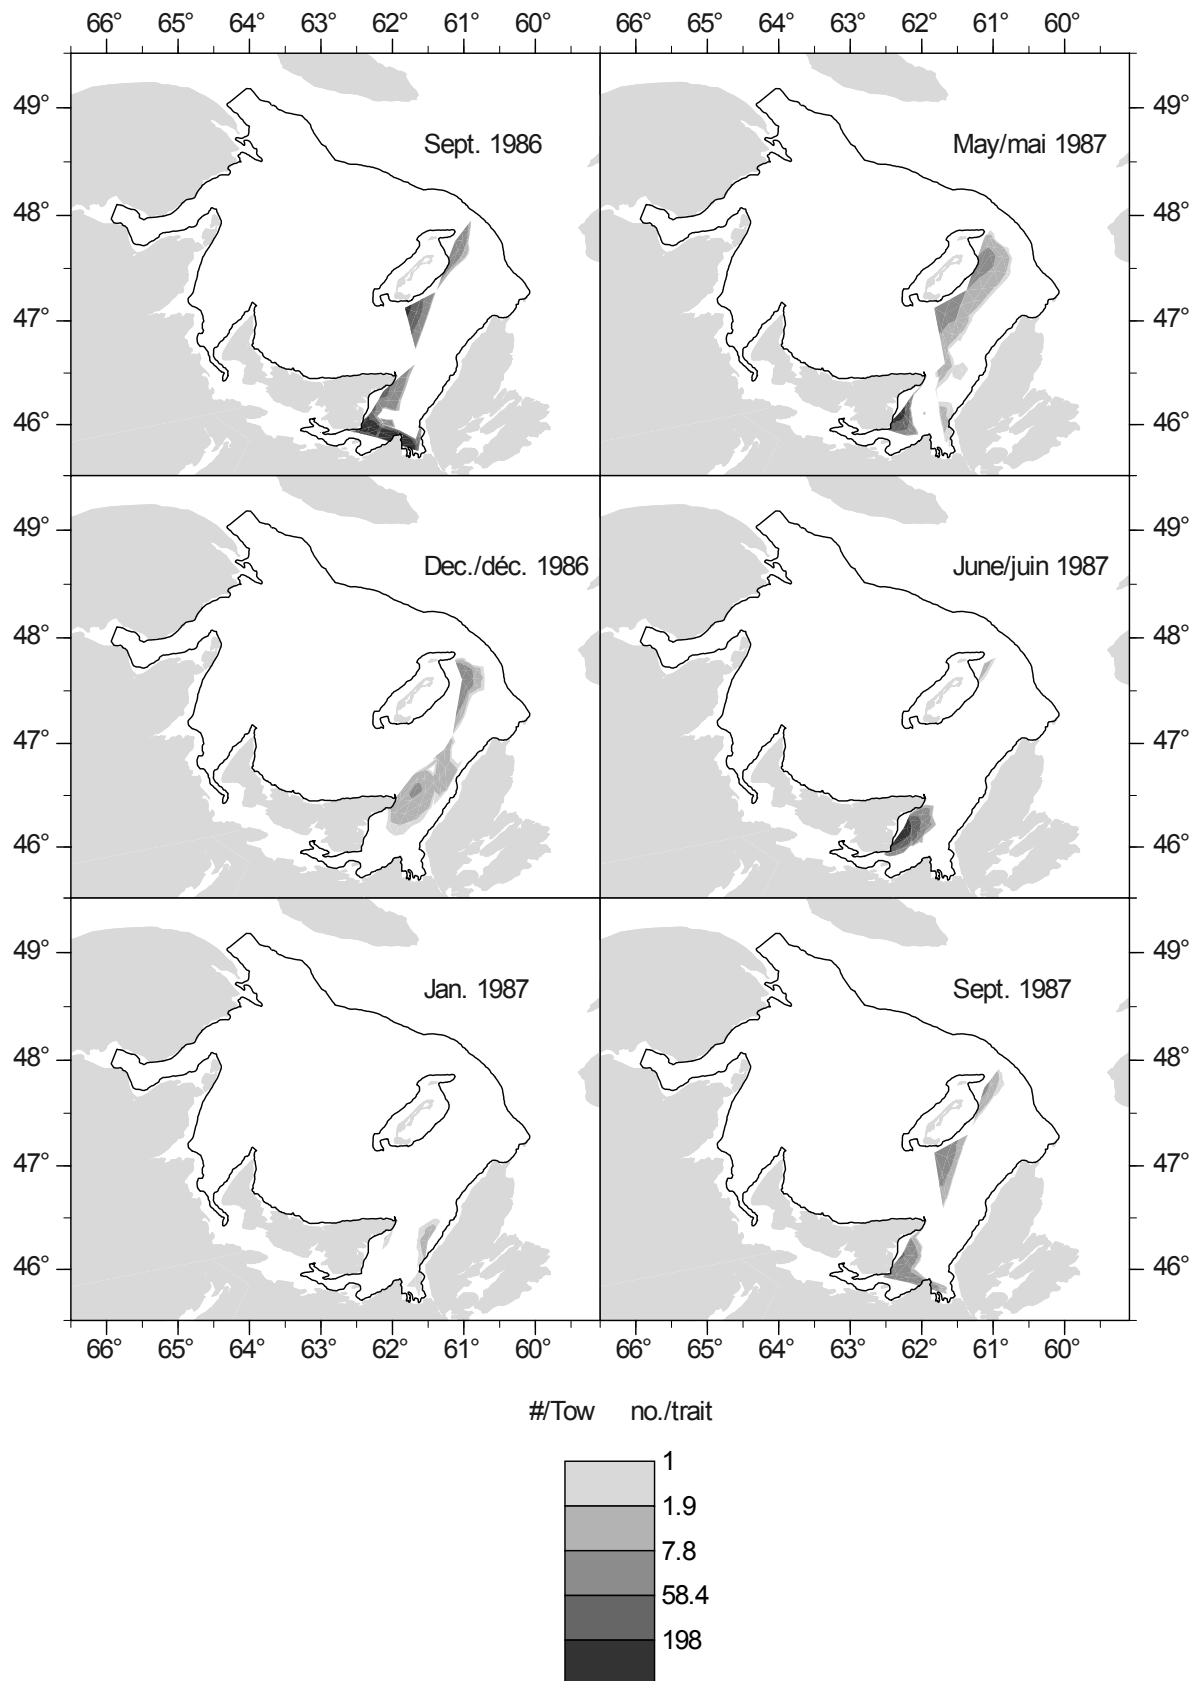 66° 65° 64° 63° 62° 61° 60° 66° 65° 64° 63° 62° 61° 60°
49° 49°
Sept. 1986 May/mai 1987
48° 48°
47° 47°
46° 46°
49° 49°
Dec./déc. 1986 June/juin 1987
48° 48°
47° 47°
46° 46°
49° 49°
Jan. 1987 Sept. 1987
48° 48°
47° 47°
46° 46°
66° 65° 64° 63° 62° 61° 60° 66° 65° 64° 63° 62° 61° 60°
#/Tow no./trait
1
1.9
7.8
58.4
198